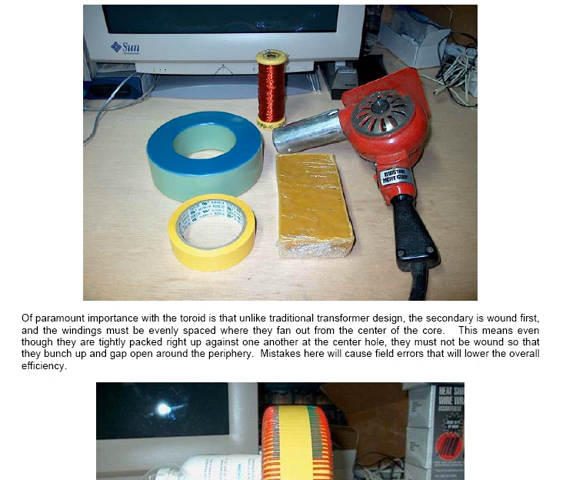 Sun
Of paramount importance with the toroid is that unlike traditional transformer design, the secondary is wound first,
and the windings must be evenly spaced where they fan out from the center of the core. This means even
though they are tightly packed right up against one another at the center hole, they must not be wound so that
they bunch up and gap open around the periphery. Mistakes here will cause field errors that will lower the overall
efficiency.
HEAT SH
WIRE WR